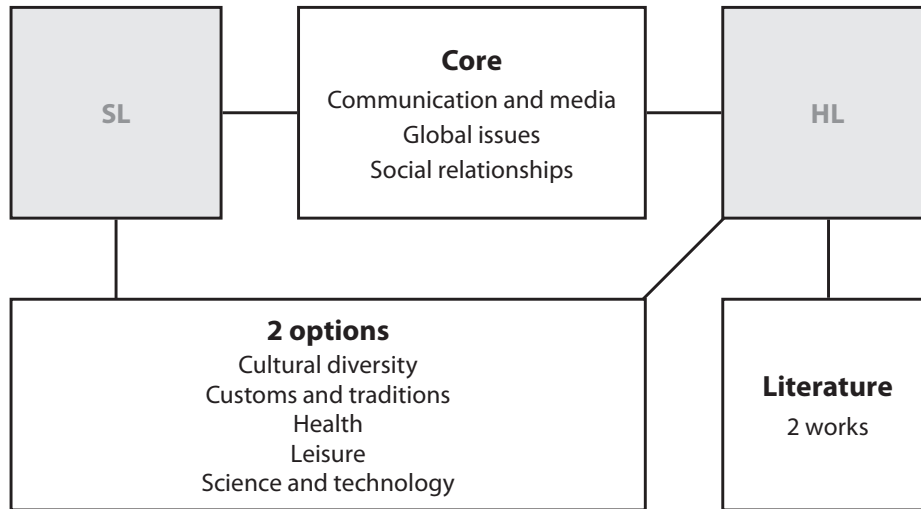 SL
Core
Communication and media
Global issues
Social relationships
HL
2 options
Cultural diversity
Customs and traditions
Health
Leisure
Science and technology
Literature
2 works